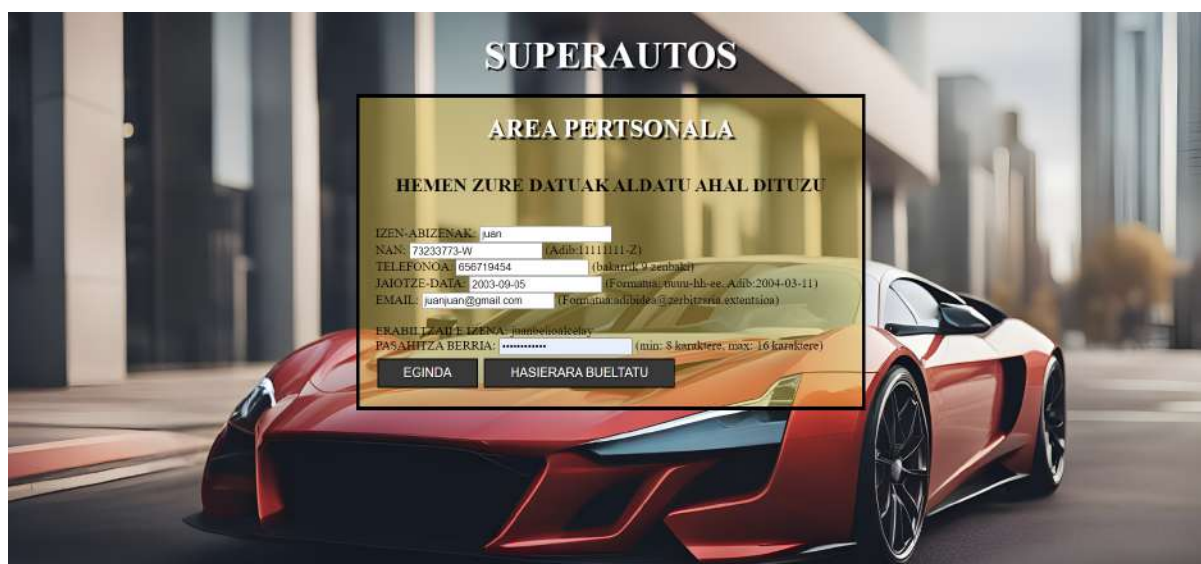 SUPERAUTOS
AREA PERTSONALA
HEMEN ZURE DATUAK ALDATU AHAL DITUZU
IZEN-ABIZENAK: juan
NAN: 73233773-W (Adib:11111111-Z)
TELEFONOA: 656719454 (bakarrik 9 zenbaki)
JAIOTZE-DATA: 2003-09-05 (Formatua: uuuu-hh-ee. Adib:2004-03-11)
EMAIL: juanjuan@gmail.com (Formatua:adibidea@zerbitzaria.extentsioa)
ERABILTZAILE IZENA:
PASAHITZA BERRIA: •••••••••••• (min: 8 karaktere, max: 16 karaktere)
EGINDA HASIERARA BUELTATU